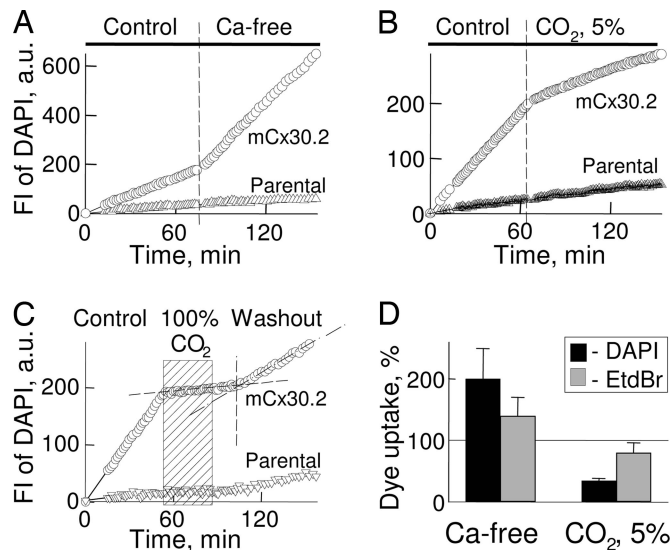 A
Control Ca-free
FI of DAPI, a.u.
600
400
200
0
mCx30.2
Parental
0 60 120
Time, min
B
Control CO2, 5%
200
100
0
mCx30.2
Parental
0 60 120
Time, min
C
Control 100% Washout
CO2
FI of DAPI, a.u.
200
100
0
mCx30.2
Parental
0 60 120
Time, min
D
- DAPI
- EtdBr
Dye uptake, %
200
100
0
Ca-free CO2, 5%